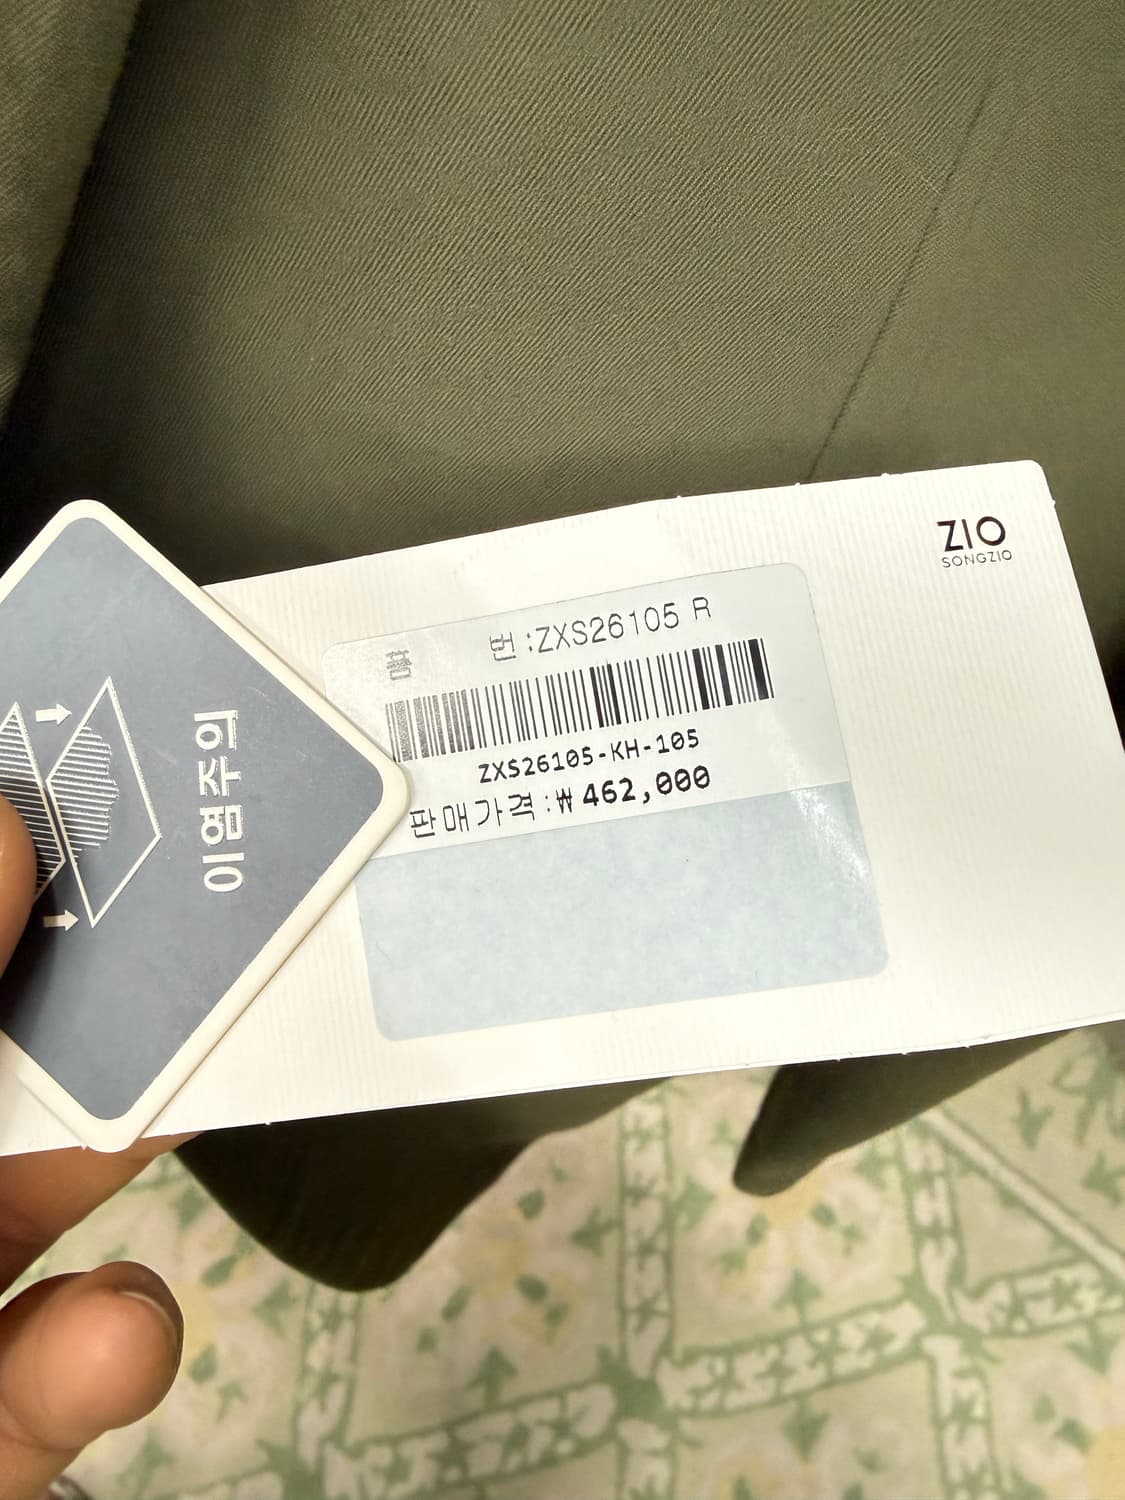 ZIO
SONGZIO
품 번 :ZXS26105 R
ZXS26105-KH-105
판매가격 :₩ 462,000
이염주의